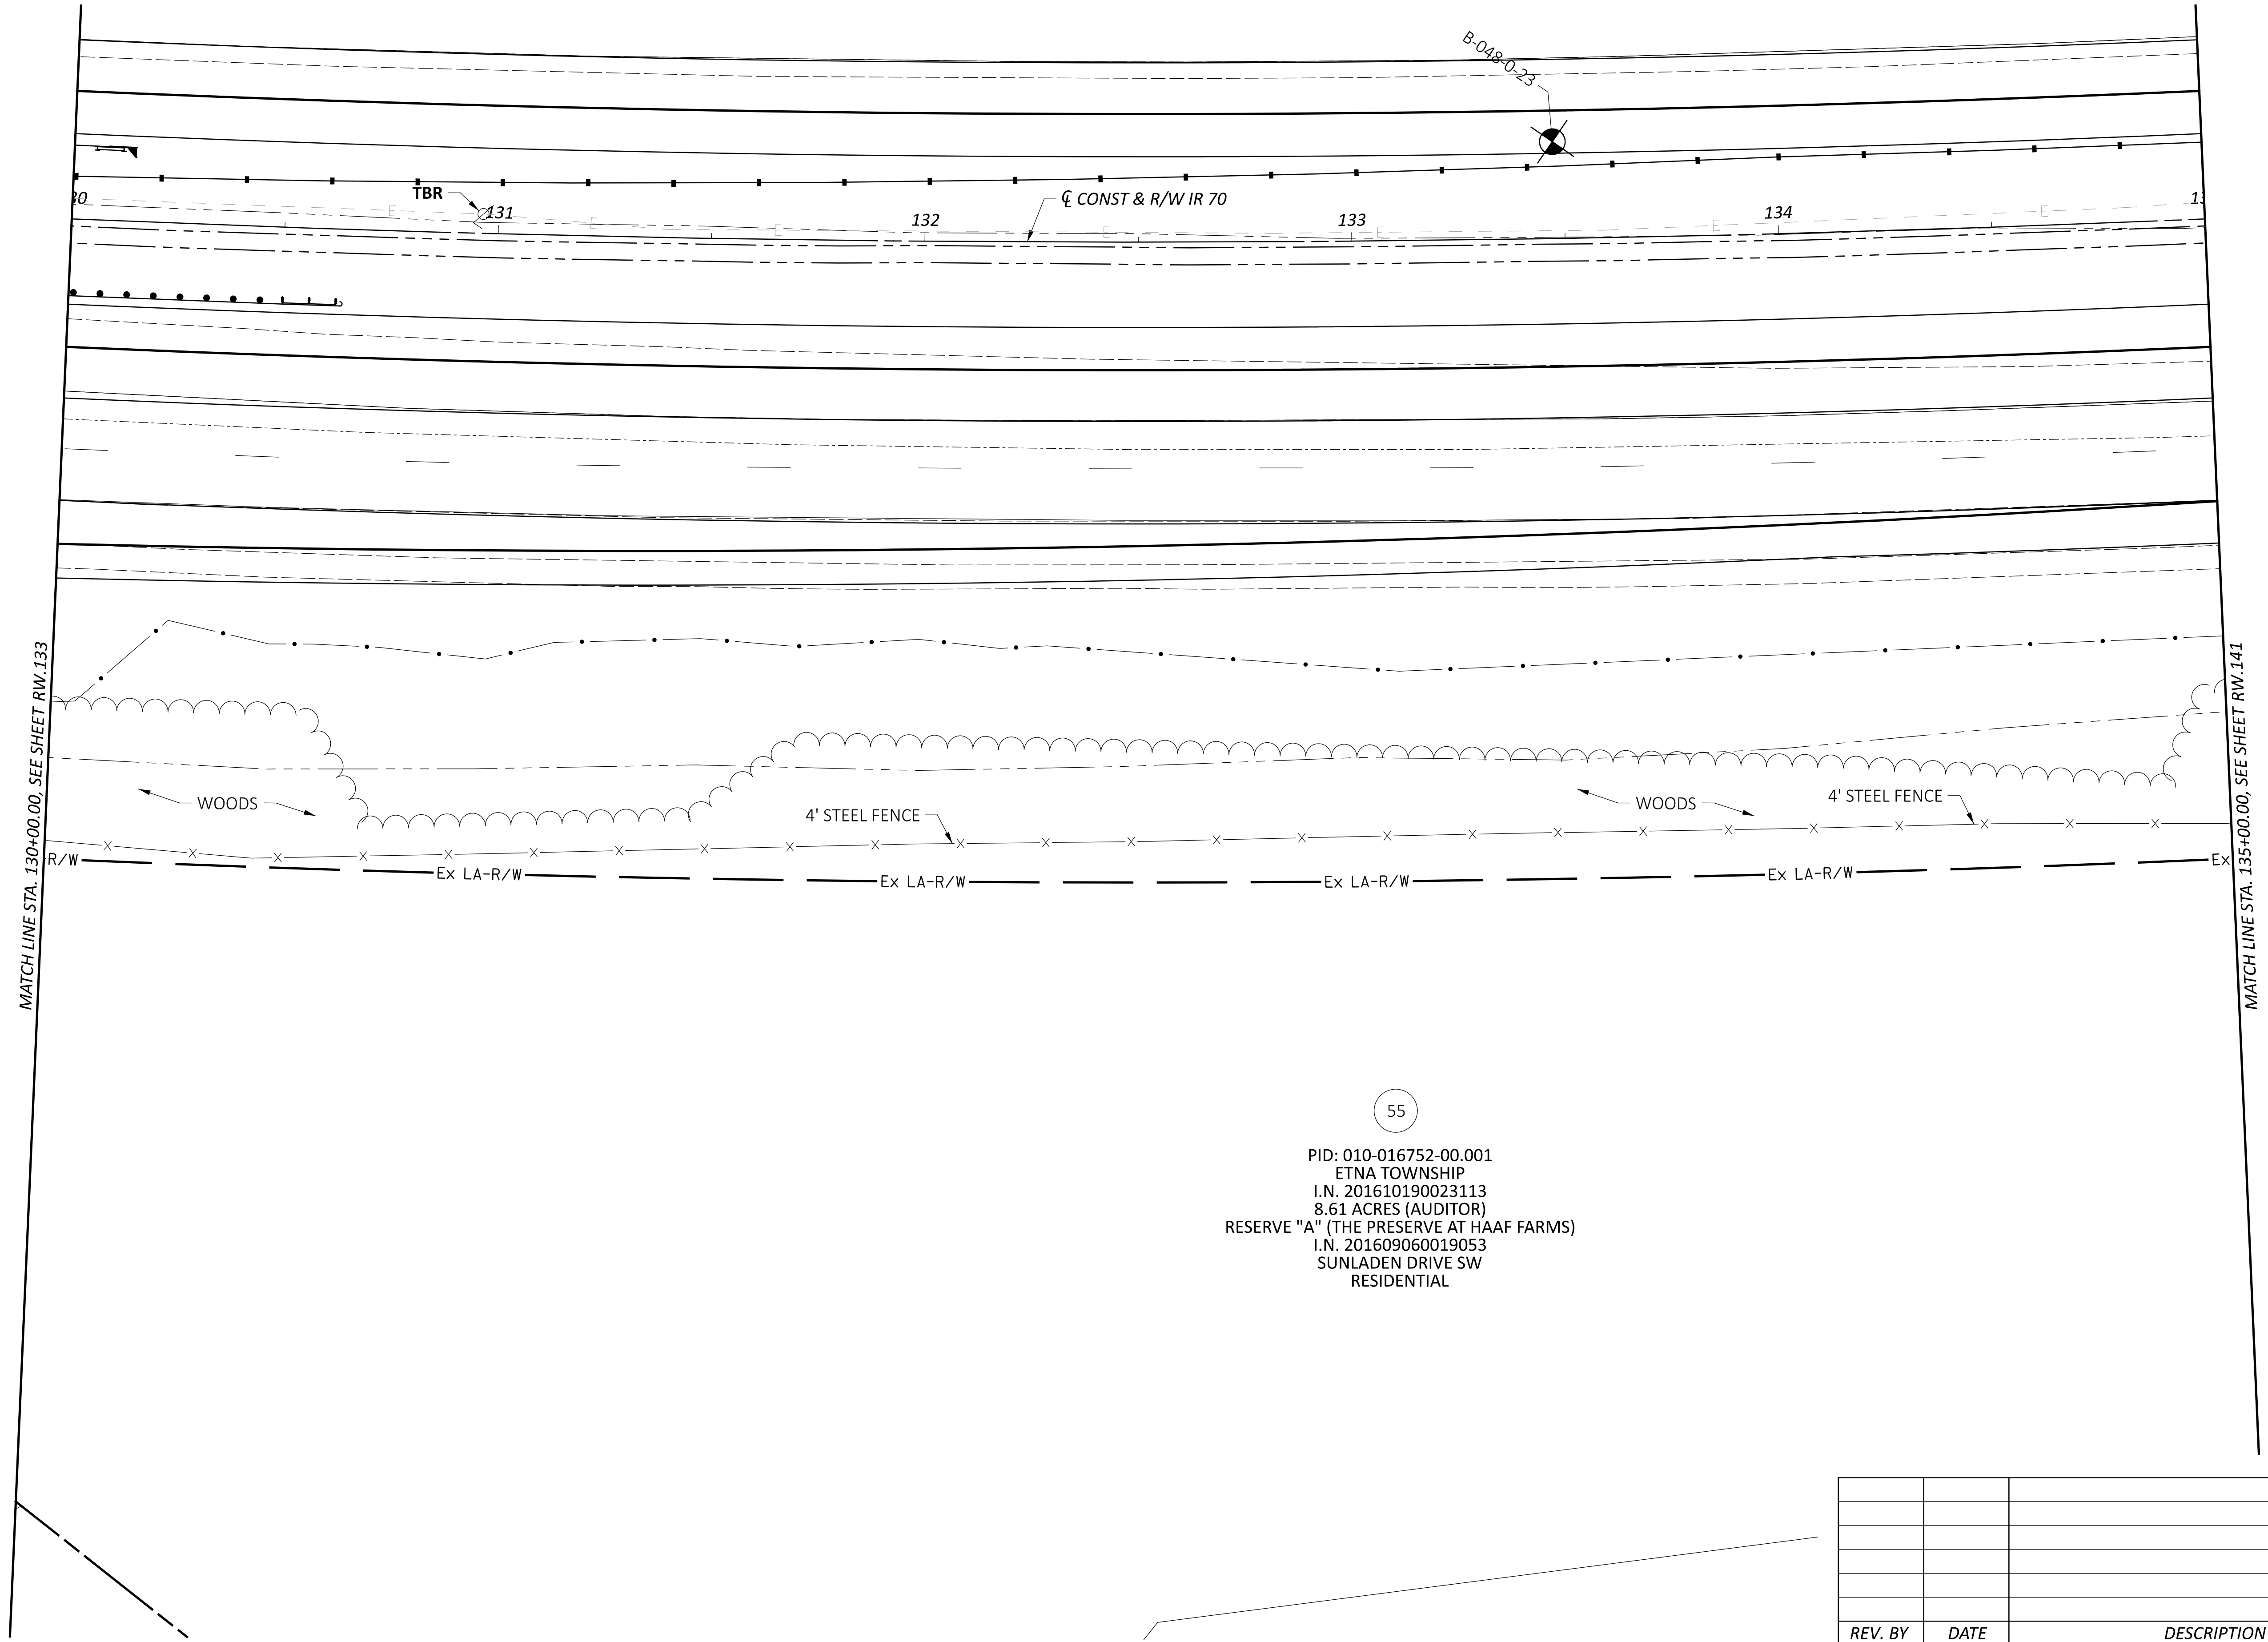 B-048-0-23
TBR
℄ CONST & R/W IR 70
131
132
133
134
E E E E E E E
MATCH LINE STA. 130+00.00, SEE SHEET RW.133
MATCH LINE STA. 135+00.00, SEE SHEET RW.141
WOODS
4' STEEL FENCE
WOODS
4' STEEL FENCE
R/W
Ex LA-R/W
Ex LA-R/W
Ex LA-R/W
Ex LA-R/W
Ex
55
PID: 010-016752-00.001
ETNA TOWNSHIP
I.N. 201610190023113
8.61 ACRES (AUDITOR)
RESERVE "A" (THE PRESERVE AT HAAF FARMS)
I.N. 201609060019053
SUNLADEN DRIVE SW
RESIDENTIAL
REV. BY DATE DESCRIPTION